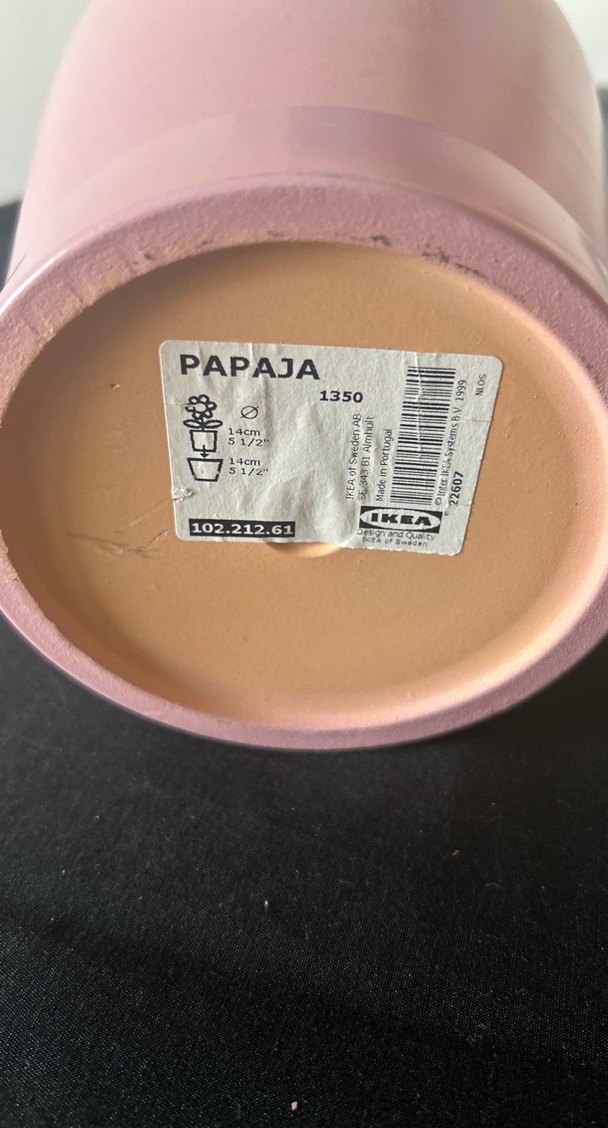 PAPAJA
1350
Ø
14cm
5 1/2"
14cm
5 1/2"
102.212.61
IKEA of Sweden AB
SE-343 81 Älmhult
Made in Portugal
© Inter IKEA Systems B.V. 1999
22607
NLOS
IKEA
Design and Quality
IKEA of Sweden